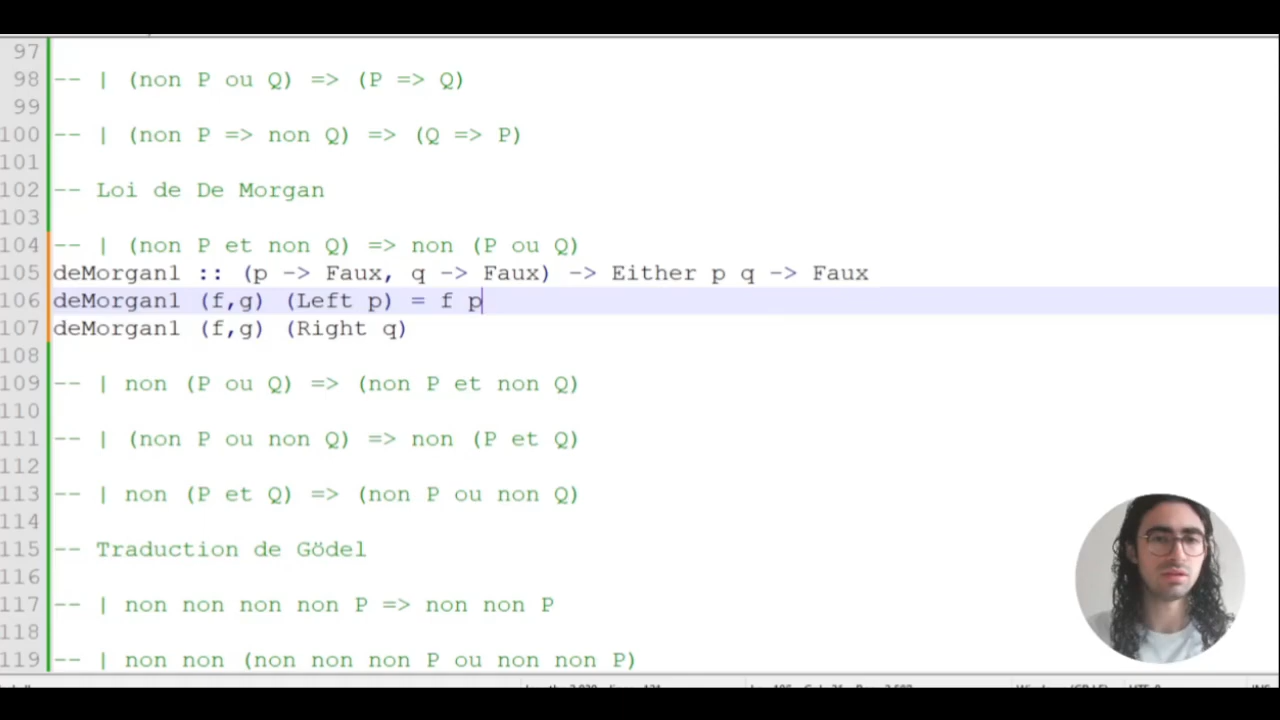 97
98 -- | (non P ou Q) => (P => Q)
99
100 -- | (non P => non Q) => (Q => P)
101
102 -- Loi de De Morgan
103
104 -- | (non P et non Q) => non (P ou Q)
105 deMorgan1 :: (p -> Faux, q -> Faux) -> Either p q -> Faux
106 deMorgan1 (f,g) (Left p) = f p
107 deMorgan1 (f,g) (Right q)
108
109 -- | non (P ou Q) => (non P et non Q)
110
111 -- | (non P ou non Q) => non (P et Q)
112
113 -- | non (P et Q) => (non P ou non Q)
114
115 -- Traduction de Gödel
116
117 -- | non non non non P => non non P
118
119 -- | non non (non non non P ou non non P)